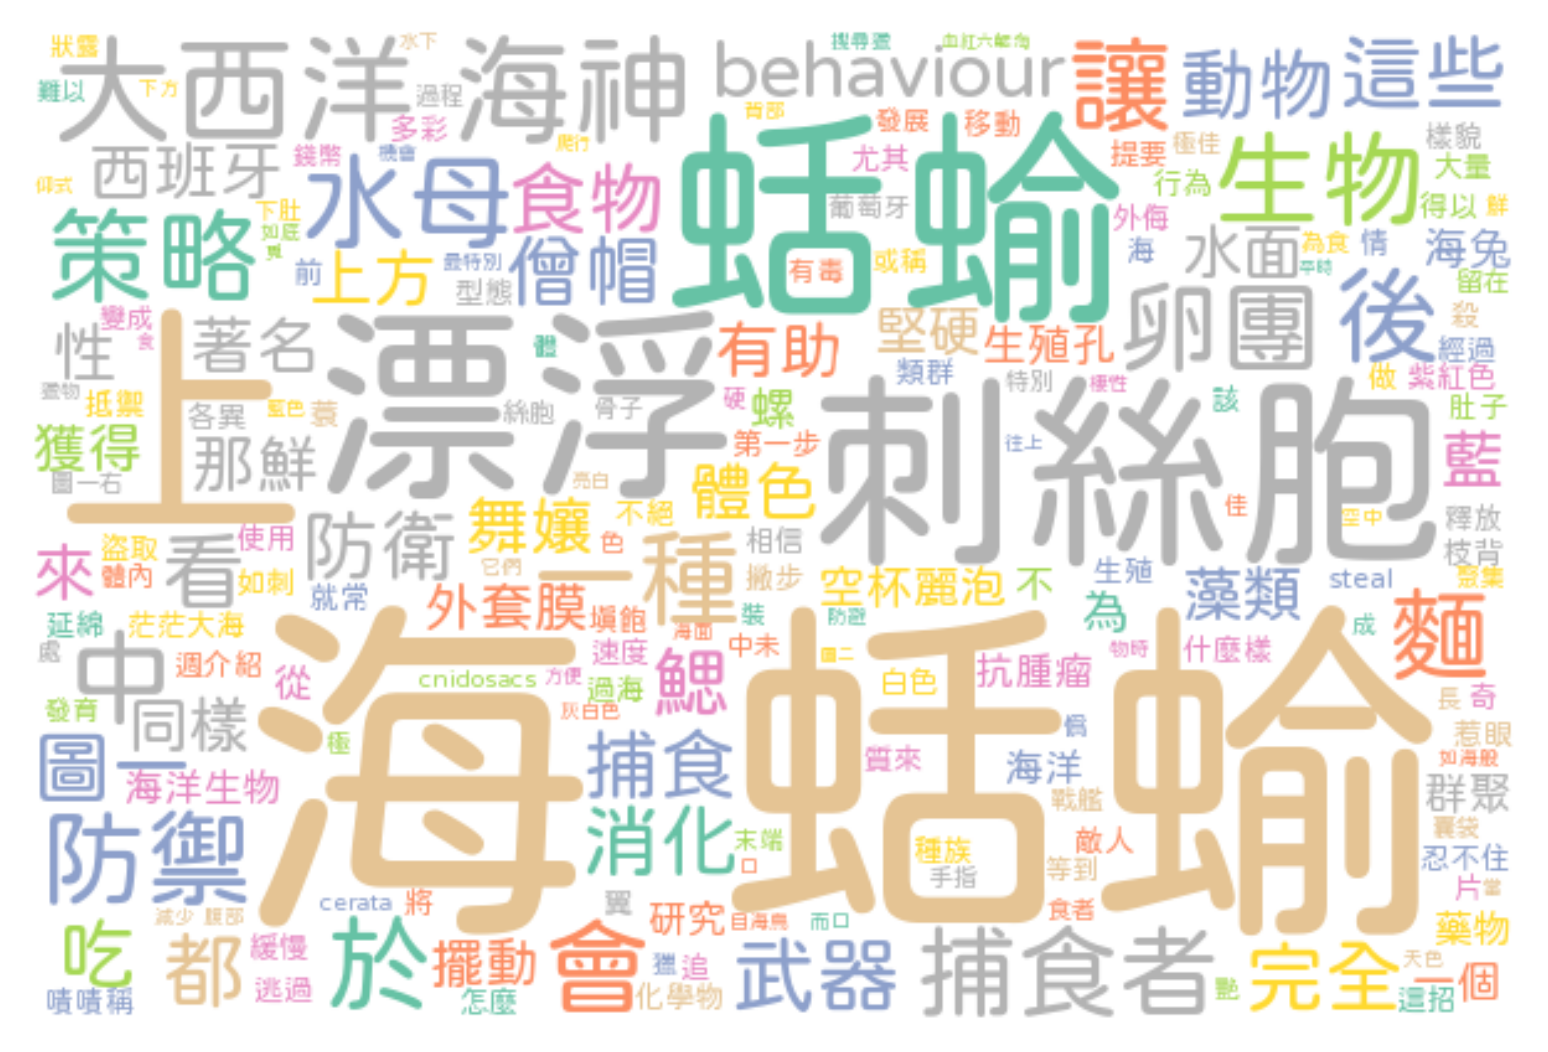 狀露
水下
搜尋獵
大西洋海神
behaviour
讓
動物
這些
難以
下方
過程
多彩
背部
發展
移動
樣貌
西班牙
錢幣
機會
爬行
尤其
提要
極佳
大量
仰式
水母
食物
蛞蝓
行為
生物
策略
下肚
如底
葡萄牙
外侮
得以
鮮
前
上方
最特別
僧帽
有毒
或稱
海
水面
為食
情
海兔
型態
平時
留在
變成
食
性
著名
體
有助
堅硬
生殖孔
卵團
後
殺
經過
獵物
抵禦
各異
藍色
蓑
漂浮
絲胞
骨子
類群
硬
螺
特別
棲性
該
做
紫紅色
肚子
上
獲得
那鮮
第一步
刺絲胞
往上
藍
圖一右
亮白
體色
佳
空中
釋放
使用
防衛
舞孃
不絕
色
相信
枝背
來
盜取
體內
看
如刺
它們
一種
撇步
空杯麗泡
不
生殖
steal
聚集
就常
外套膜
填飽
裝
防避
為
藻類
麵
延綿
茫茫大海
海面
成
處
中
週介紹
從
速度
中未
圖二
物時
什麼樣
cnidosacs
方便
過海
鰓
白色
抗腫瘤
長
奇
發育
同樣
灰白色
極
海
蛞蝓
惹眼
圖一
捕食
質來
海洋
如海般
海洋生物
戰艦
群聚
防禦
消化
末端
口
種族
敵人
囊袋
手指
等到
忍不住
片
當
cerata
將
翼
研究
而口
食者
減少
腹部
吃
都
緩慢
於
擺動
會
獵
追
武器
捕食者
完全
藥物
天色
一個
逃過
嘖嘖稱
怎麼
化學物
艷
這招